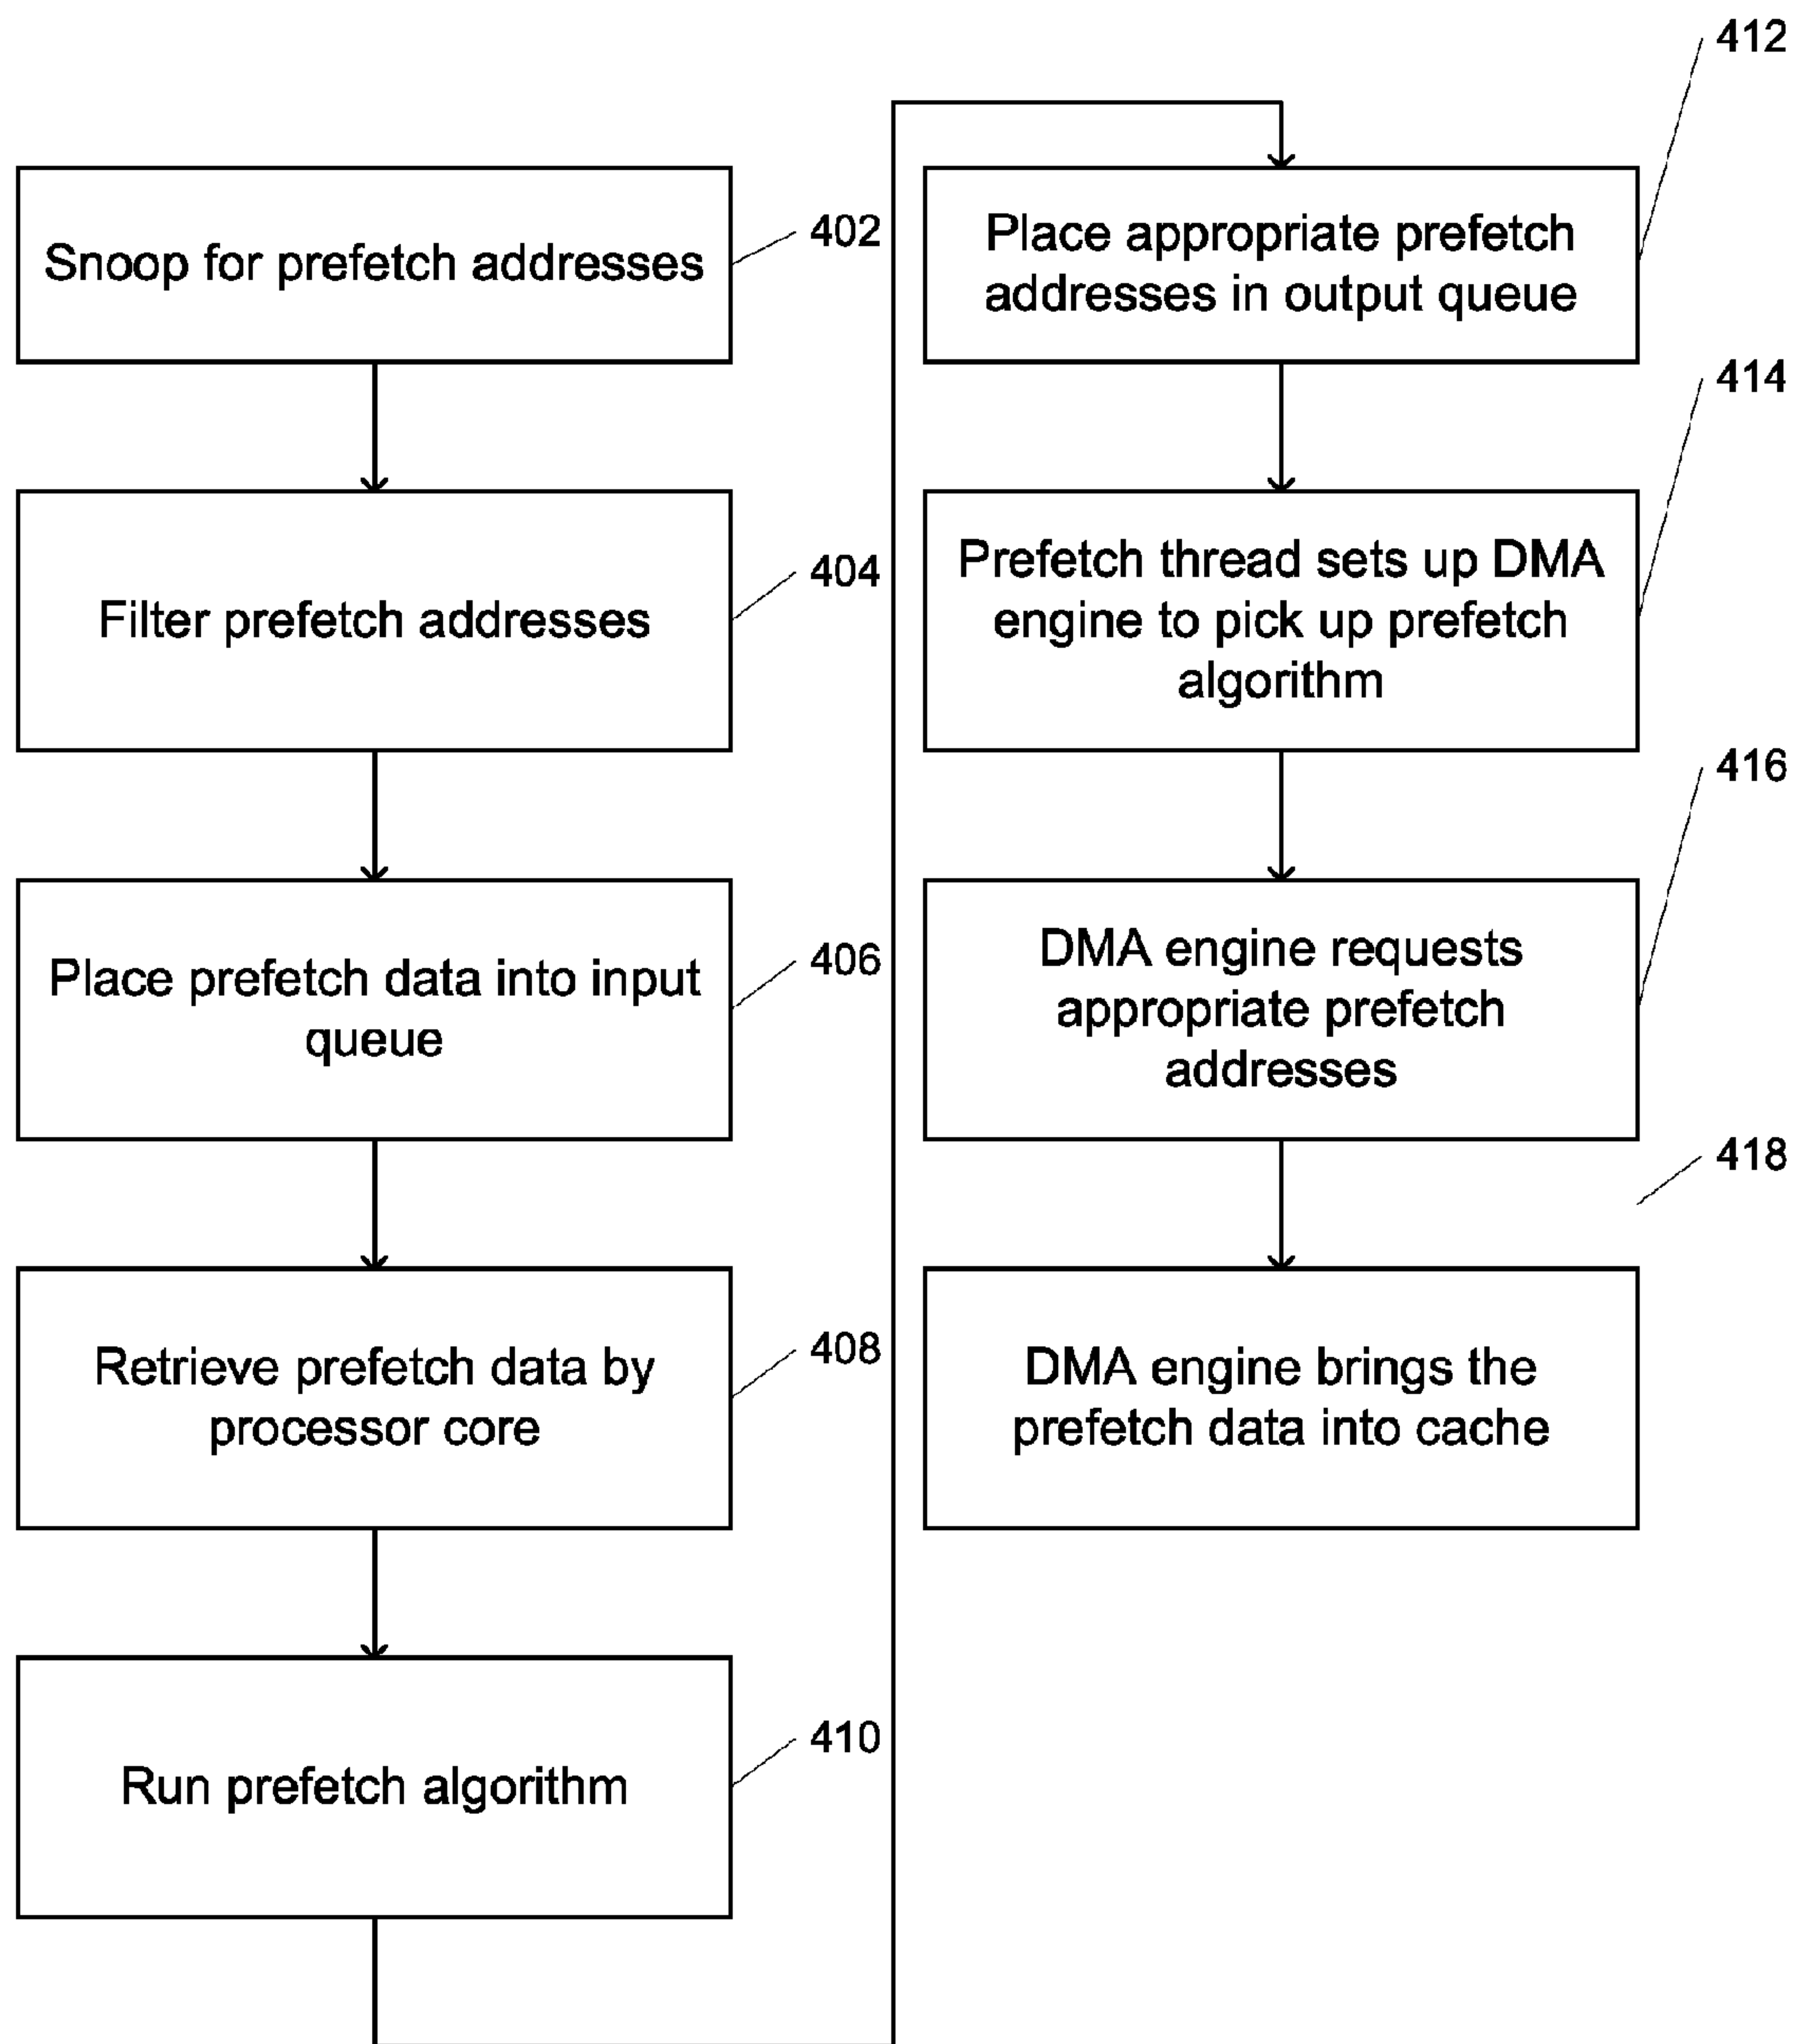 Snoop for prefetch addresses
402
Filter prefetch addresses
404
Place prefetch data into input
queue
406
Retrieve prefetch data by
processor core
408
Run prefetch algorithm
410
412
Place appropriate prefetch
addresses in output queue
414
Prefetch thread sets up DMA
engine to pick up prefetch
algorithm
416
DMA engine requests
appropriate prefetch
addresses
418
DMA engine brings the
prefetch data into cache